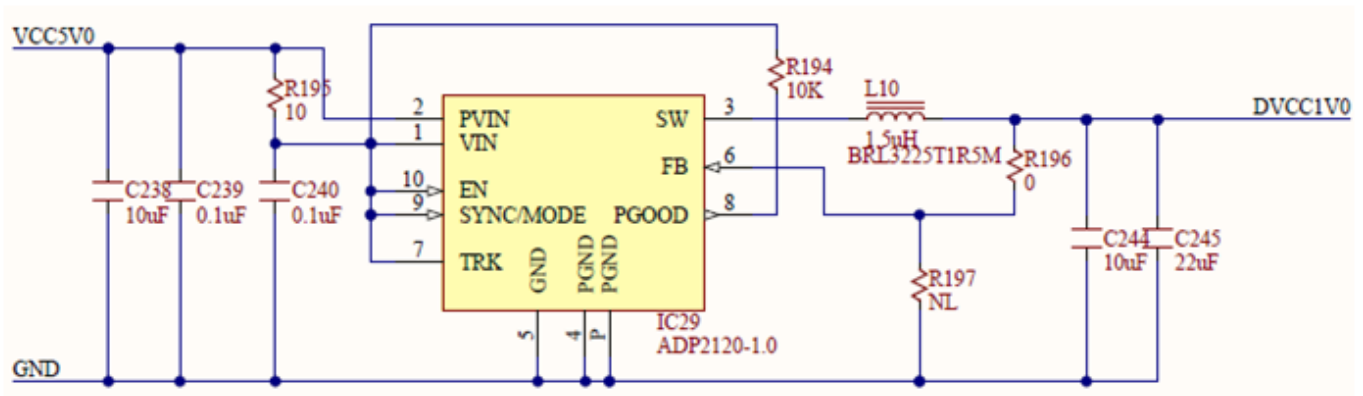 VCC5V0
R195
10
C238
10uF
C239
0.1uF
C240
0.1uF
2
1
10
9
7
PVIN
VIN
EN
SYNC/MODE
TRK
GND
PGND
PGND
SW
FB
PGOOD
5
4
P
3
6
8
IC29
ADP2120-1.0
R194
10K
L10
1.5uH
BRL3225T1R5M
R196
0
R197
NL
C244
10uF
C245
22uF
DVCC1V0
GND